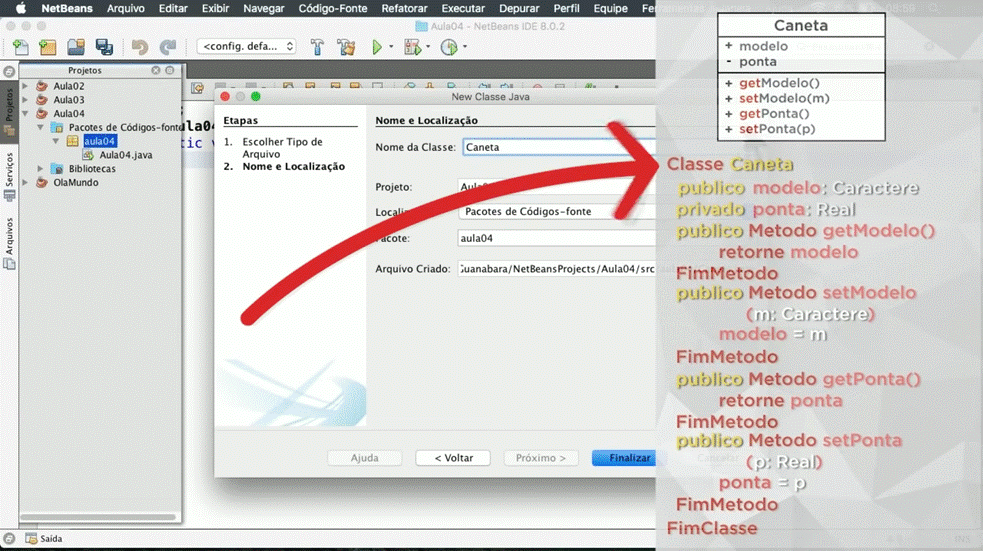 NetBeans Arquivo Editar Exibir Navegar Código-Fonte Refatorar Executar Depurar Perfil Equipe Ferramentas
Aula04 - NetBeans IDE 8.0.2
<config. defa...
Projetos
Aula02
Aula03
Aula04
Pacotes de Códigos-fonte
aula04
Aula04.java
Bibliotecas
OlaMundo
Projetos
Serviços
Arquivos
New Classe Java
Etapas
1. Escolher Tipo de
Arquivo
2. Nome e Localização
Nome e Localização
Nome da Classe: Caneta
Projeto:
Pacotes de Códigos-fonte
aula04
Arquivo Criado: Guanabara/NetBeansProjects/Aula04/src
Ajuda
< Voltar
Próximo >
Finalizar
Cancelar
Saída
INS
Caneta
+ modelo
- ponta
+ getModelo()
+ setModelo(m)
+ getPonta()
+ setPonta(p)
Classe Caneta
publico modelo: Caractere
privado ponta: Real
publico Metodo getModelo()
retorne modelo
FimMetodo
publico Metodo setModelo
(m: Caractere)
modelo = m
FimMetodo
publico Metodo getPonta()
retorne ponta
FimMetodo
publico Metodo setPonta
(p: Real)
ponta = p
FimMetodo
FimClasse